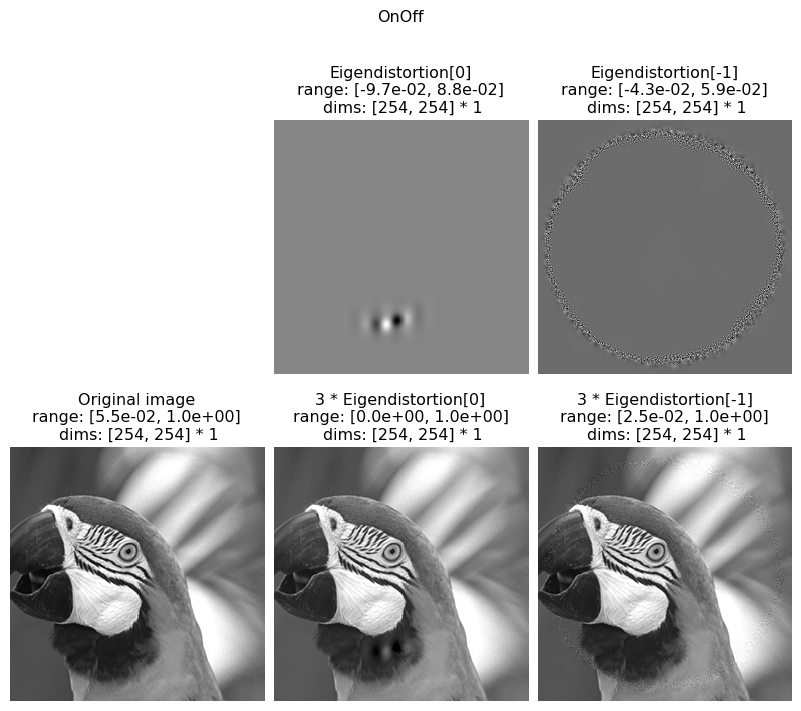 OnOff
Eigendistortion[0]
range: [-9.7e-02, 8.8e-02]
dims: [254, 254] * 1
Eigendistortion[-1]
range: [-4.3e-02, 5.9e-02]
dims: [254, 254] * 1
Original image
range: [5.5e-02, 1.0e+00]
dims: [254, 254] * 1
3 * Eigendistortion[0]
range: [0.0e+00, 1.0e+00]
dims: [254, 254] * 1
3 * Eigendistortion[-1]
range: [2.5e-02, 1.0e+00]
dims: [254, 254] * 1